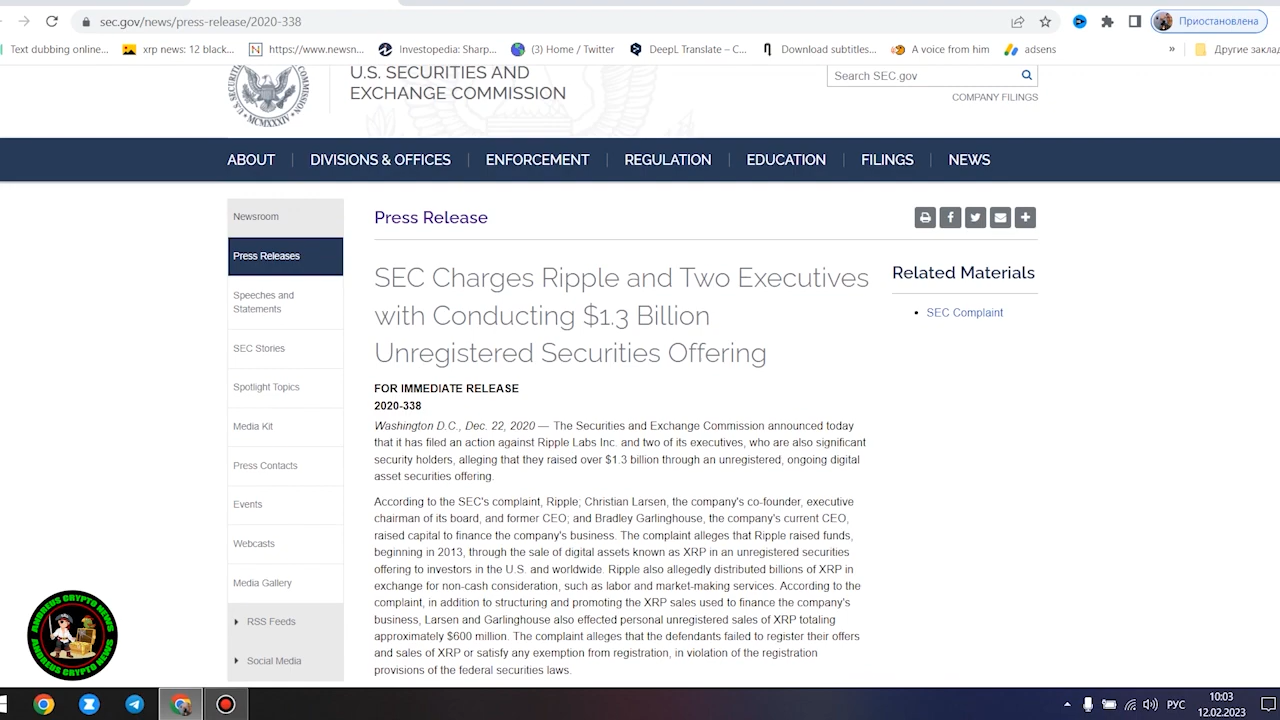 sec.gov/news/press-release/2020-338
Приостановлена
Text dubbing online...
xrp news: 12 black...
https://www.newsn...
Investopedia: Sharp...
(3) Home / Twitter
DeepL Translate – C...
Download subtitles...
A voice from him
adsens
»
Другие заклад
U.S. SECURITIES AND
EXCHANGE COMMISSION
MCMXXXIV
Search SEC.gov
COMPANY FILINGS
ABOUT
DIVISIONS & OFFICES
ENFORCEMENT
REGULATION
EDUCATION
FILINGS
NEWS
Newsroom
Press Releases
Speeches and
Statements
SEC Stories
Spotlight Topics
Media Kit
Press Contacts
Events
Webcasts
Media Gallery
RSS Feeds
Social Media
Press Release
SEC Charges Ripple and Two Executives
with Conducting $1.3 Billion
Unregistered Securities Offering
FOR IMMEDIATE RELEASE
2020-338
Washington D.C., Dec. 22, 2020 — The Securities and Exchange Commission announced today
that it has filed an action against Ripple Labs Inc. and two of its executives, who are also significant
security holders, alleging that they raised over $1.3 billion through an unregistered, ongoing digital
asset securities offering.
According to the SEC's complaint, Ripple; Christian Larsen, the company's co-founder, executive
chairman of its board, and former CEO; and Bradley Garlinghouse, the company's current CEO,
raised capital to finance the company's business. The complaint alleges that Ripple raised funds,
beginning in 2013, through the sale of digital assets known as XRP in an unregistered securities
offering to investors in the U.S. and worldwide. Ripple also allegedly distributed billions of XRP in
exchange for non-cash consideration, such as labor and market-making services. According to the
complaint, in addition to structuring and promoting the XRP sales used to finance the company's
business, Larsen and Garlinghouse also effected personal unregistered sales of XRP totaling
approximately $600 million. The complaint alleges that the defendants failed to register their offers
and sales of XRP or satisfy any exemption from registration, in violation of the registration
provisions of the federal securities laws.
Related Materials
SEC Complaint
ANDREUS CRYPTO NEWS
ANDREUS CRYPTO NEWS
РУС
10:03
12.02.2023